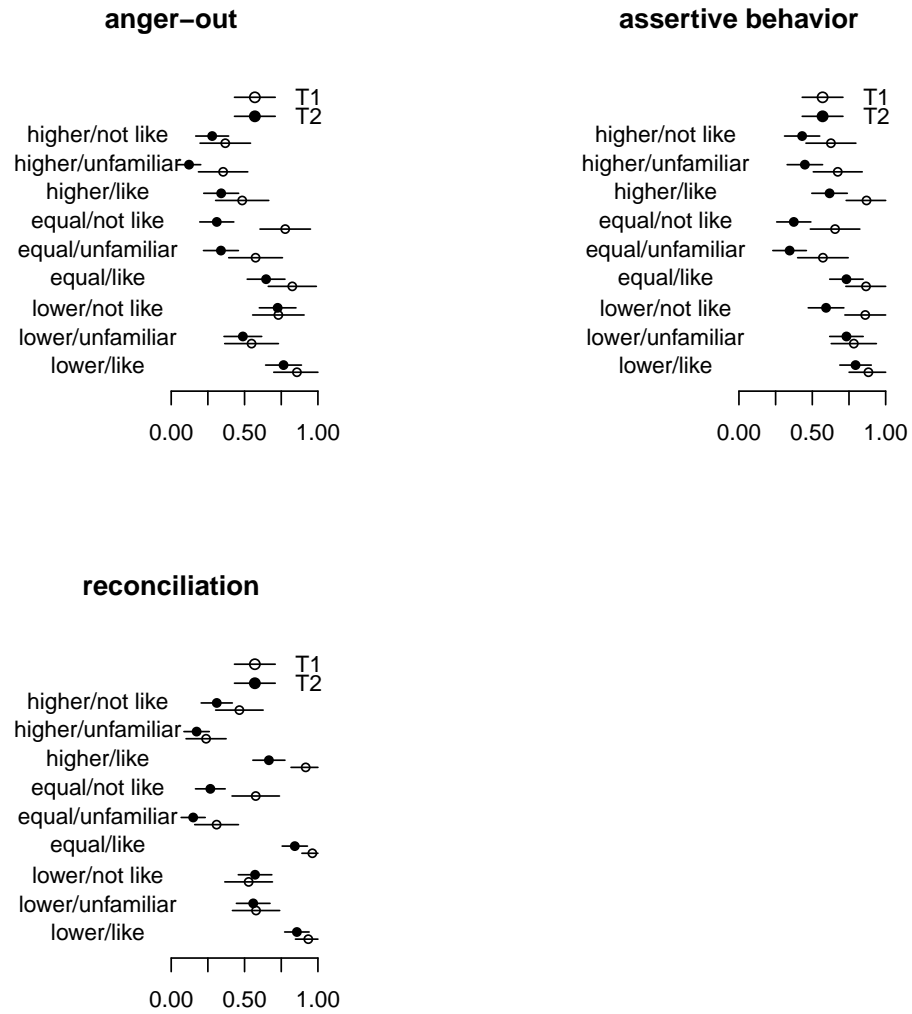 anger−out
T1
T2
higher/not like
higher/unfamiliar
higher/like
equal/not like
equal/unfamiliar
equal/like
lower/not like
lower/unfamiliar
lower/like
0.00 0.50 1.00
assertive behavior
T1
T2
higher/not like
higher/unfamiliar
higher/like
equal/not like
equal/unfamiliar
equal/like
lower/not like
lower/unfamiliar
lower/like
0.00 0.50 1.00
reconciliation
T1
T2
higher/not like
higher/unfamiliar
higher/like
equal/not like
equal/unfamiliar
equal/like
lower/not like
lower/unfamiliar
lower/like
0.00 0.50 1.00